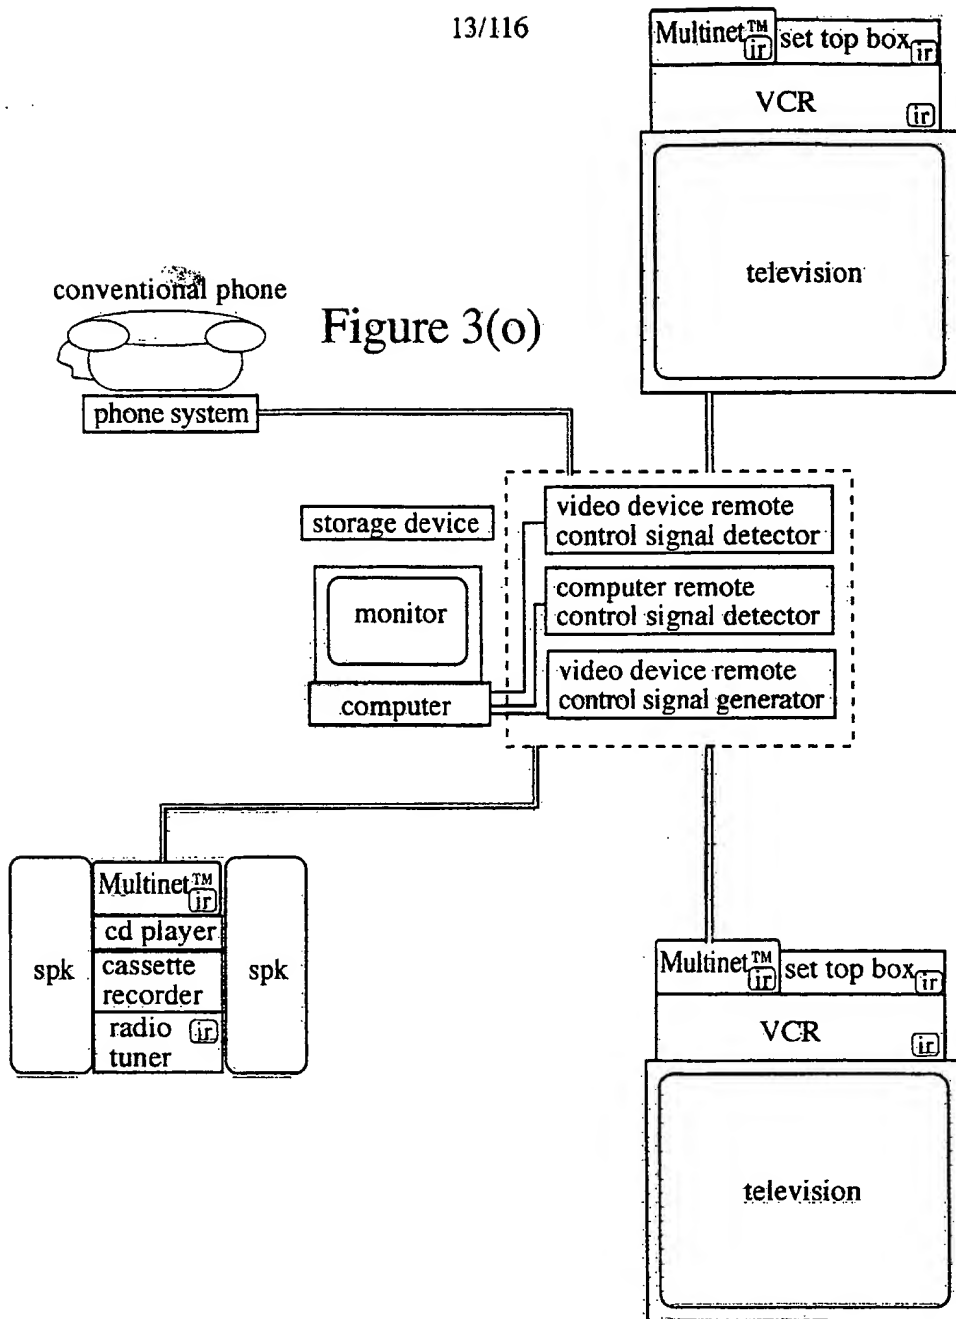 13/116
Multinet™
ir
set top box
ir
VCR
ir
television
conventional phone
Figure 3(o)
phone system
storage device
monitor
computer
video device remote
control signal detector
computer remote
control signal detector
video device remote
control signal generator
spk
Multinet™
ir
cd player
cassette
recorder
radio
ir
tuner
spk
Multinet™
ir
set top box
ir
VCR
ir
television